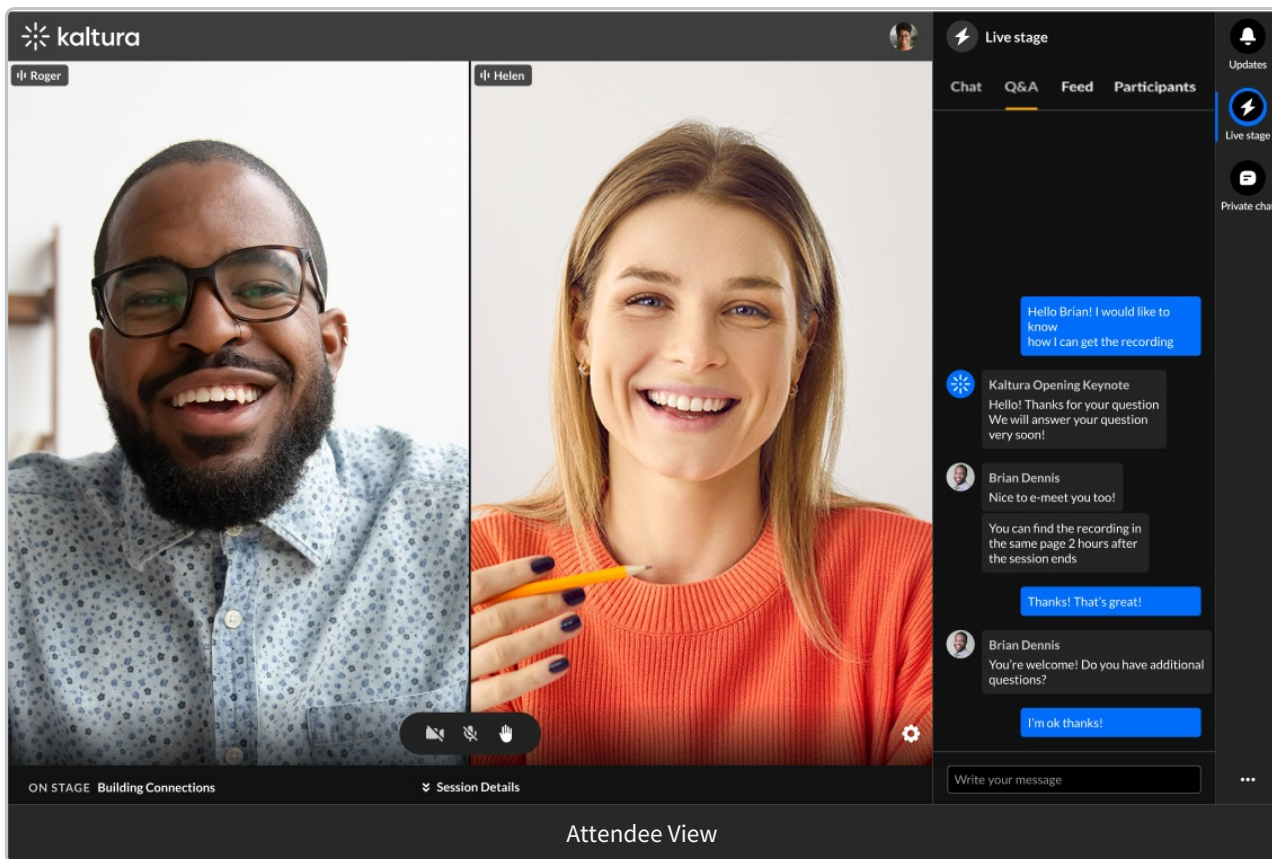 kaltura
Roger
Helen
Live stage
Chat Q&A Feed Participants
Hello Brian! I would like to
know
how I can get the recording
Kaltura Opening Keynote
Hello! Thanks for your question
We will answer your question
very soon!
Brian Dennis
Nice to e-meet you too!
You can find the recording in
the same page 2 hours after
the session ends
Thanks! That's great!
Brian Dennis
You're welcome! Do you have additional
questions?
I'm ok thanks!
Write your message
Updates
Live stage
Private chat
ON STAGE Building Connections
Session Details
Attendee View